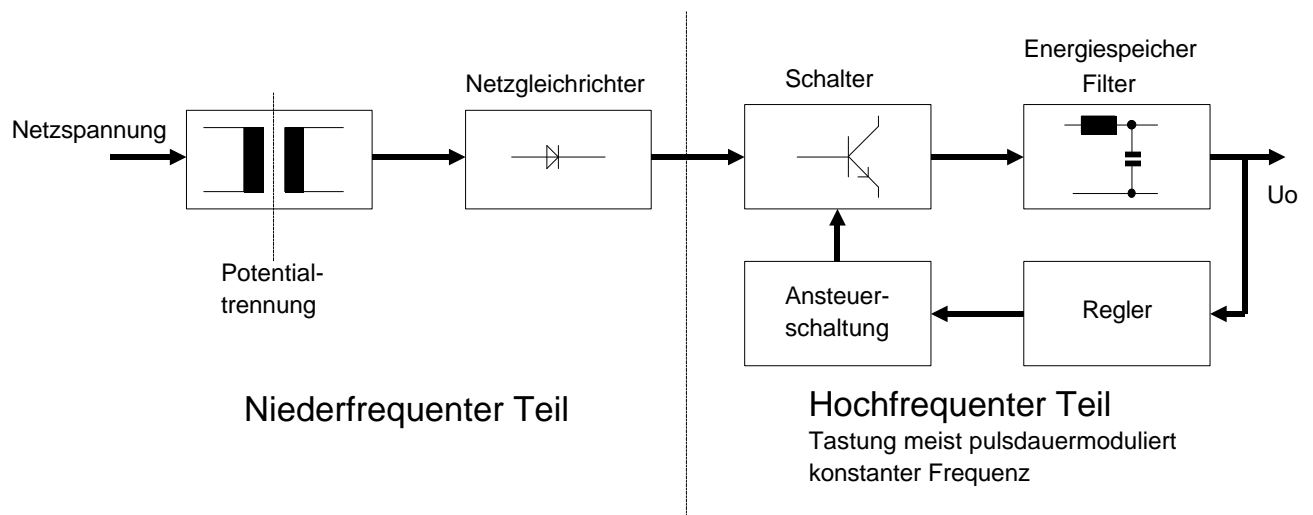 Netzspannung
Netzgleichrichter
Schalter
Energiespeicher
Filter
Uo
Potential-
trennung
Ansteuer-
schaltung
Regler
Niederfrequenter Teil
Hochfrequenter Teil
Tastung meist pulsdauermoduliert
konstanter Frequenz